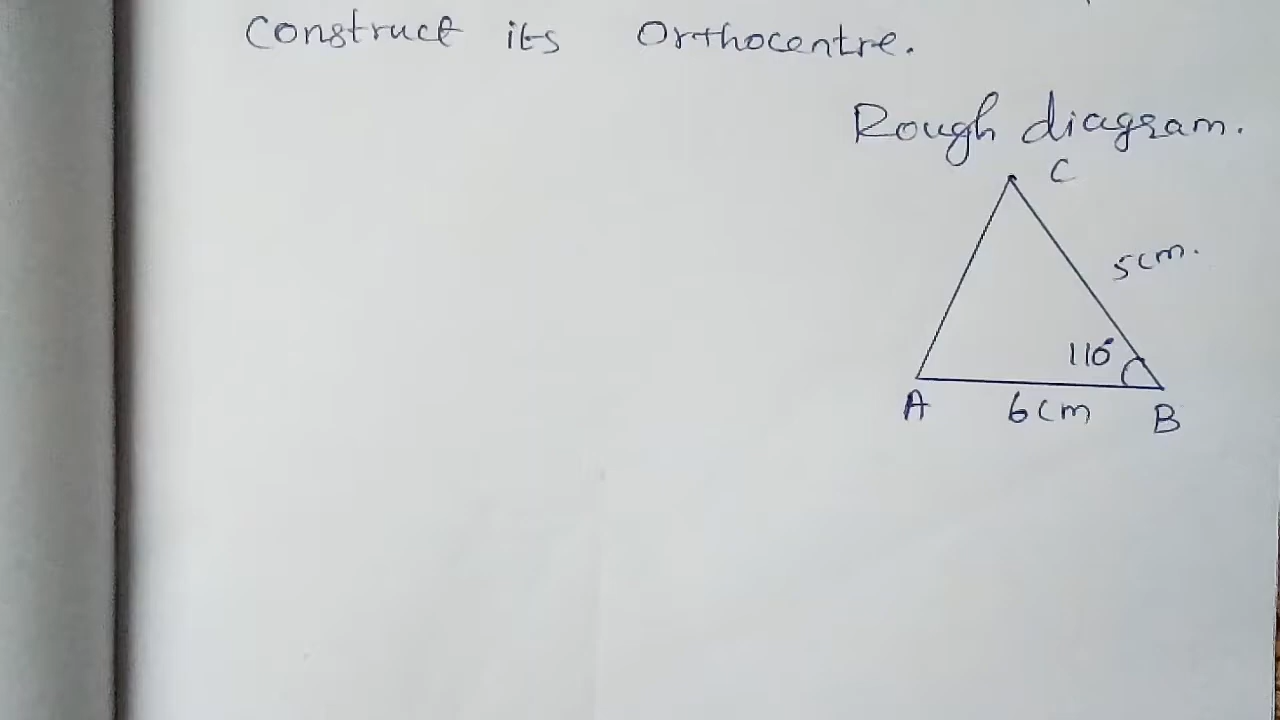 Construct its Orthocentre.
Rough diagram.
C
5cm.
110°
A 6cm B